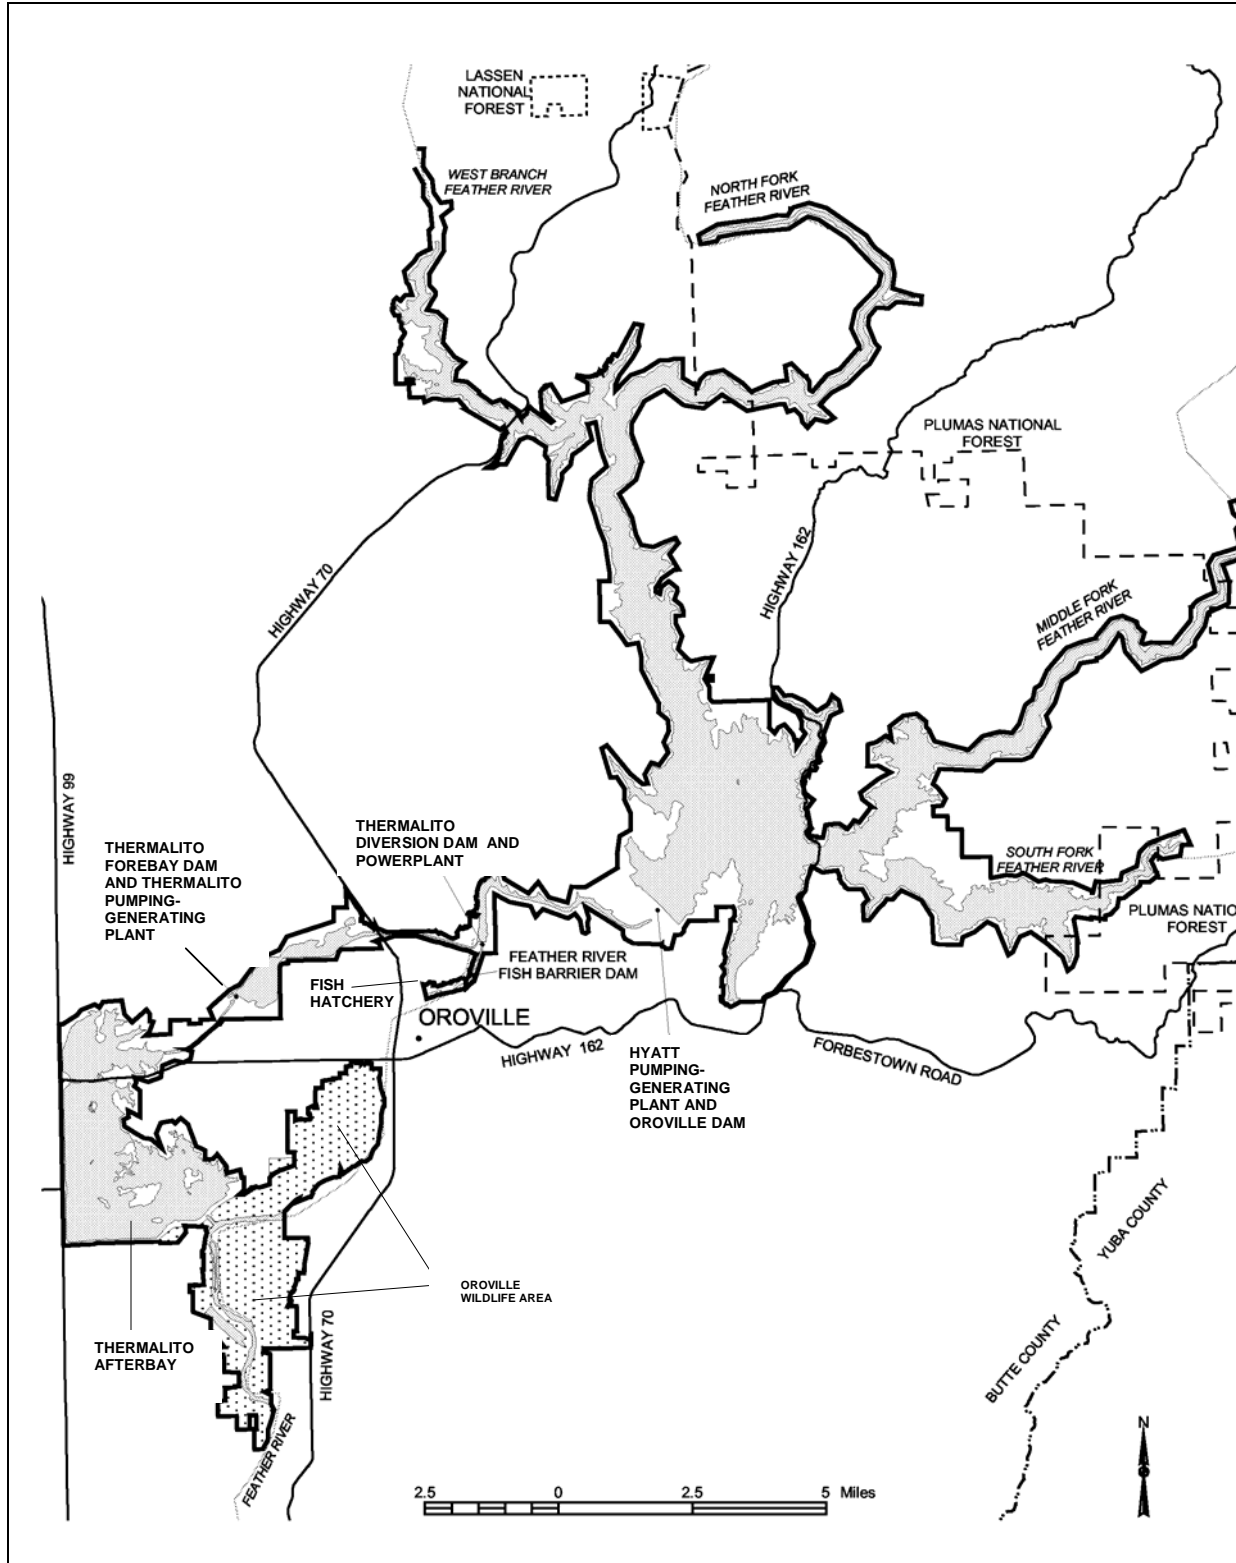 LASSEN
NATIONAL
FOREST
WEST BRANCH
FEATHER RIVER
NORTH FORK
FEATHER RIVER
PLUMAS NATIONAL
FOREST
HIGHWAY 70
HIGHWAY 162
MIDDLE FORK
FEATHER RIVER
HIGHWAY 99
THERMALITO
FOREBAY DAM
AND THERMALITO
PUMPING-
GENERATING
PLANT
THERMALITO
DIVERSION DAM AND
POWERPLANT
SOUTH FORK
FEATHER RIVER
PLUMAS NATIO
FOREST
FEATHER RIVER
FISH BARRIER DAM
FISH
HATCHERY
OROVILLE
HIGHWAY 162
HYATT
PUMPING-
GENERATING
PLANT AND
OROVILLE DAM
FORBESTOWN ROAD
YUBA COUNTY
BUTTE COUNTY
OROVILLE
WILDLIFE AREA
THERMALITO
AFTERBAY
HIGHWAY 70
FEATHER RIVER
N
2.5 0 2.5 5 Miles